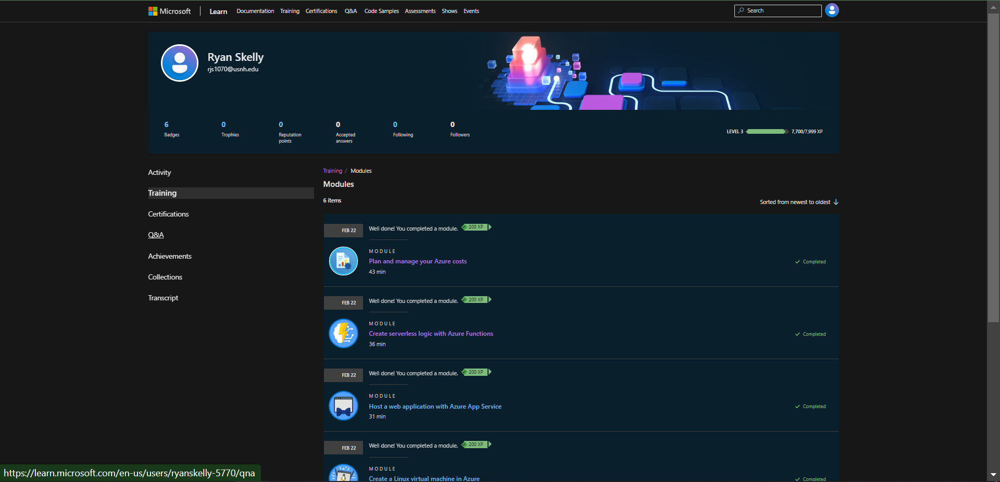 Microsoft
Learn
Documentation
Training
Certifications
Q&A
Code Samples
Assessments
Shows
Events
Search
Ryan Skelly
rjs1070@usnh.edu
6
Badges
0
Trophies
0
Reputation
points
0
Accepted
answers
0
Following
0
Followers
LEVEL 3
7,700/7,999 XP
Activity
Training
Certifications
Q&A
Achievements
Collections
Transcript
Training / Modules
Modules
6 items
Sorted from newest to oldest
FEB 22
Well done! You completed a module.
200 XP
MODULE
Plan and manage your Azure costs
43 min
Completed
FEB 22
Well done! You completed a module.
200 XP
MODULE
Create serverless logic with Azure Functions
36 min
Completed
FEB 22
Well done! You completed a module.
200 XP
MODULE
Host a web application with Azure App Service
31 min
Completed
FEB 22
Well done! You completed a module.
200 XP
MODULE
Create a Linux virtual machine in Azure
Completed
https://learn.microsoft.com/en-us/users/ryanskelly-5770/qna